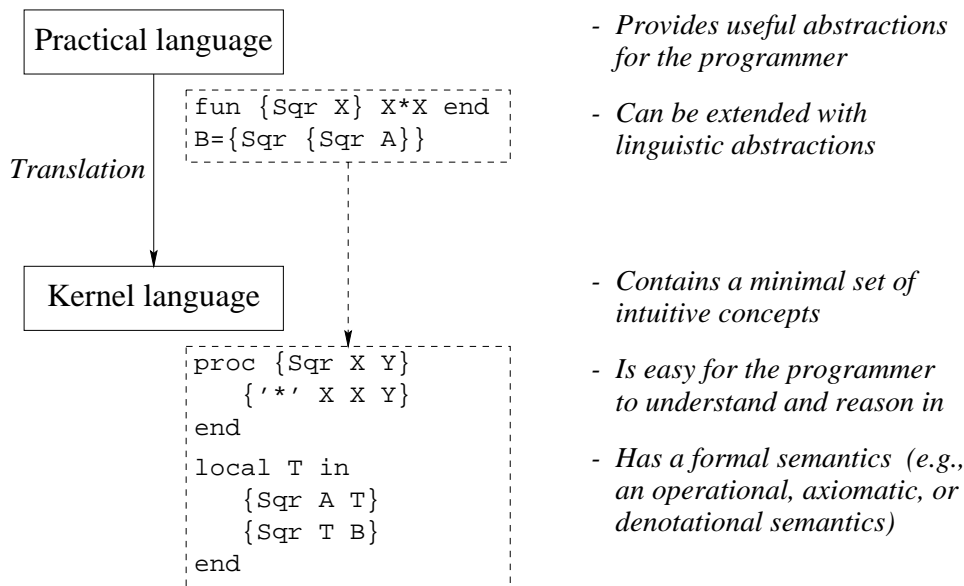 Practical language
- Provides useful abstractions
for the programmer
fun {Sqr X} X*X end
B={Sqr {Sqr A}}
- Can be extended with
linguistic abstractions
Translation
Kernel language
- Contains a minimal set of
intuitive concepts
proc {Sqr X Y}
{'*' X X Y}
end
- Is easy for the programmer
to understand and reason in
local T in
{Sqr A T}
{Sqr T B}
end
- Has a formal semantics (e.g.,
an operational, axiomatic, or
denotational semantics)